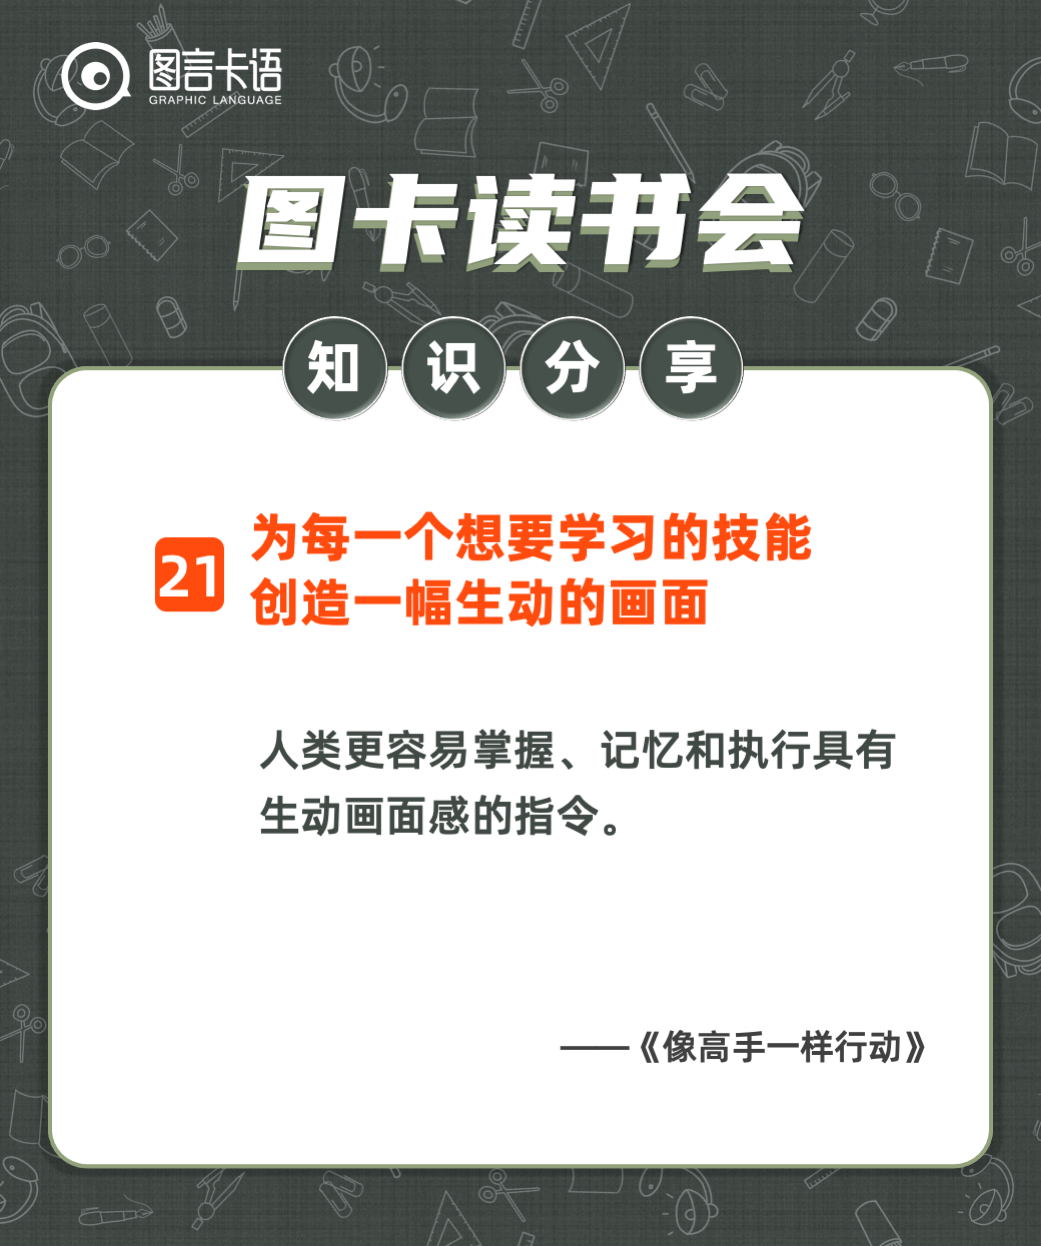 图言卡语
GRAPHIC LANGUAGE
图卡读书会
知识分享
21
为每一个想要学习的技能
创造一幅生动的画面
人类更容易掌握、记忆和执行具有
生动画面感的指令。
——《像高手一样行动》